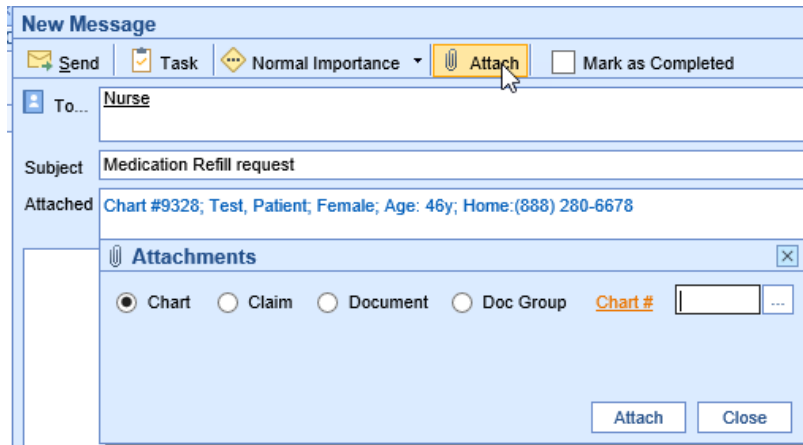 New Message
Send Task Normal Importance Attach Mark as Completed
To... Nurse
Subject Medication Refill request
Attached Chart #9328; Test, Patient; Female; Age: 46y; Home:(888) 280-6678
Attachments
Chart Claim Document Doc Group Chart # ...
Attach Close